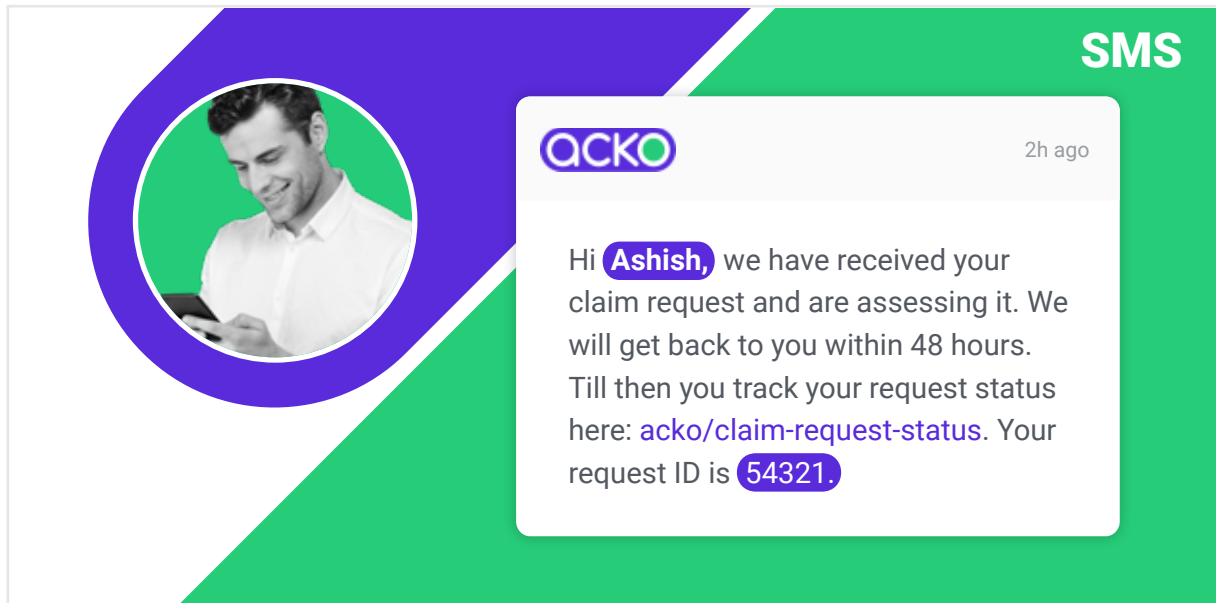 SMS
acko
2h ago
Hi Ashish, we have received your
claim request and are assessing it. We
will get back to you within 48 hours.
Till then you track your request status
here: acko/claim-request-status. Your
request ID is 54321.